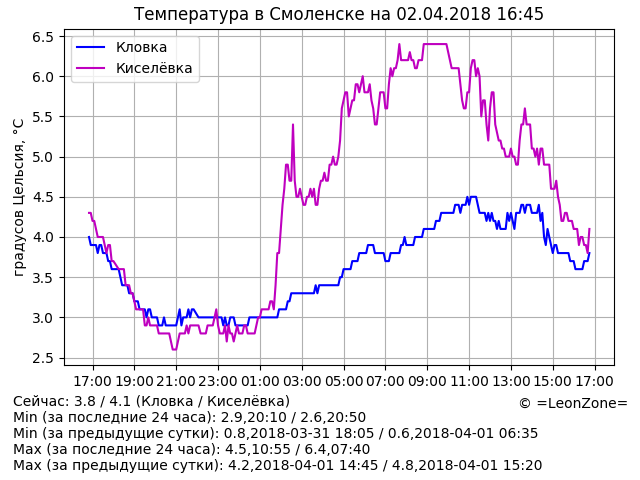 Температура в Смоленске на 02.04.2018 16:45
Кловка
Киселёвка
градусов Цельсия, °C
6.5
6.0
5.5
5.0
4.5
4.0
3.5
3.0
2.5
17:00 19:00 21:00 23:00 01:00 03:00 05:00 07:00 09:00 11:00 13:00 15:00 17:00
Сейчас: 3.8 / 4.1 (Кловка / Киселёвка)
© =LeonZone=
Min (за последние 24 часа): 2.9,20:10 / 2.6,20:50
Min (за предыдущие сутки): 0.8,2018-03-31 18:05 / 0.6,2018-04-01 06:35
Max (за последние 24 часа): 4.5,10:55 / 6.4,07:40
Max (за предыдущие сутки): 4.2,2018-04-01 14:45 / 4.8,2018-04-01 15:20